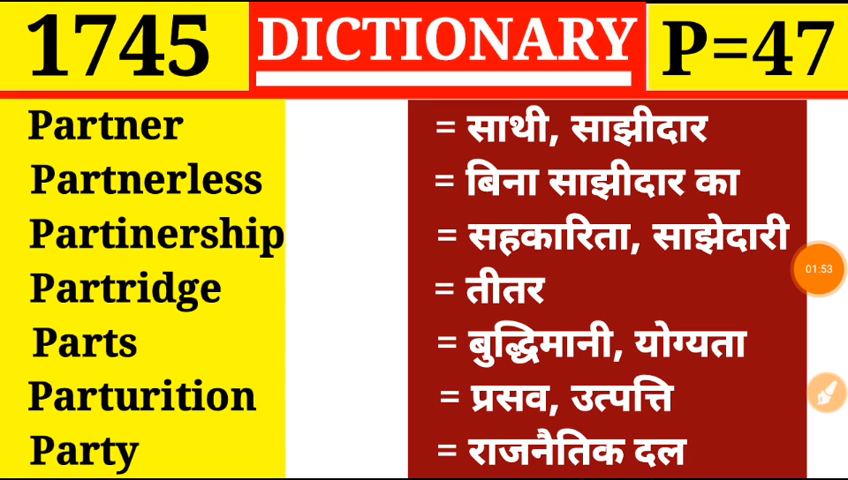 1745 DICTIONARY P=47
Partner = साथी, साझीदार
Partnerless = बिना साझीदार का
Partinership = सहकारिता, साझेदारी
01:53
Partridge = तीतर
Parts = बुद्धिमानी, योग्यता
Parturition = प्रसव, उत्पत्ति
Party = राजनैतिक दल